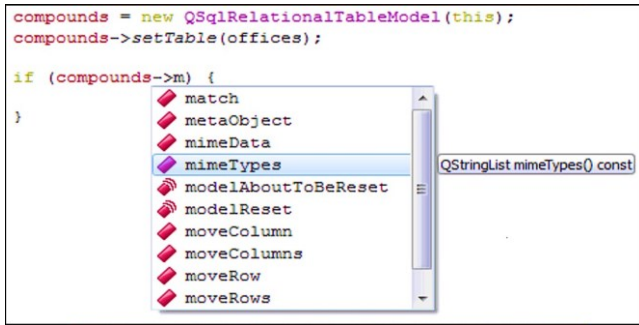 compounds = new QSqlRelationalTableModel(this);
compounds->setTable(offices);
if (compounds->m) {
match
metaObject
mimeData
mimeTypes
QStringList mimeTypes() const
modelAboutToBeReset
modelReset
moveColumn
moveColumns
moveRow
moveRows
}